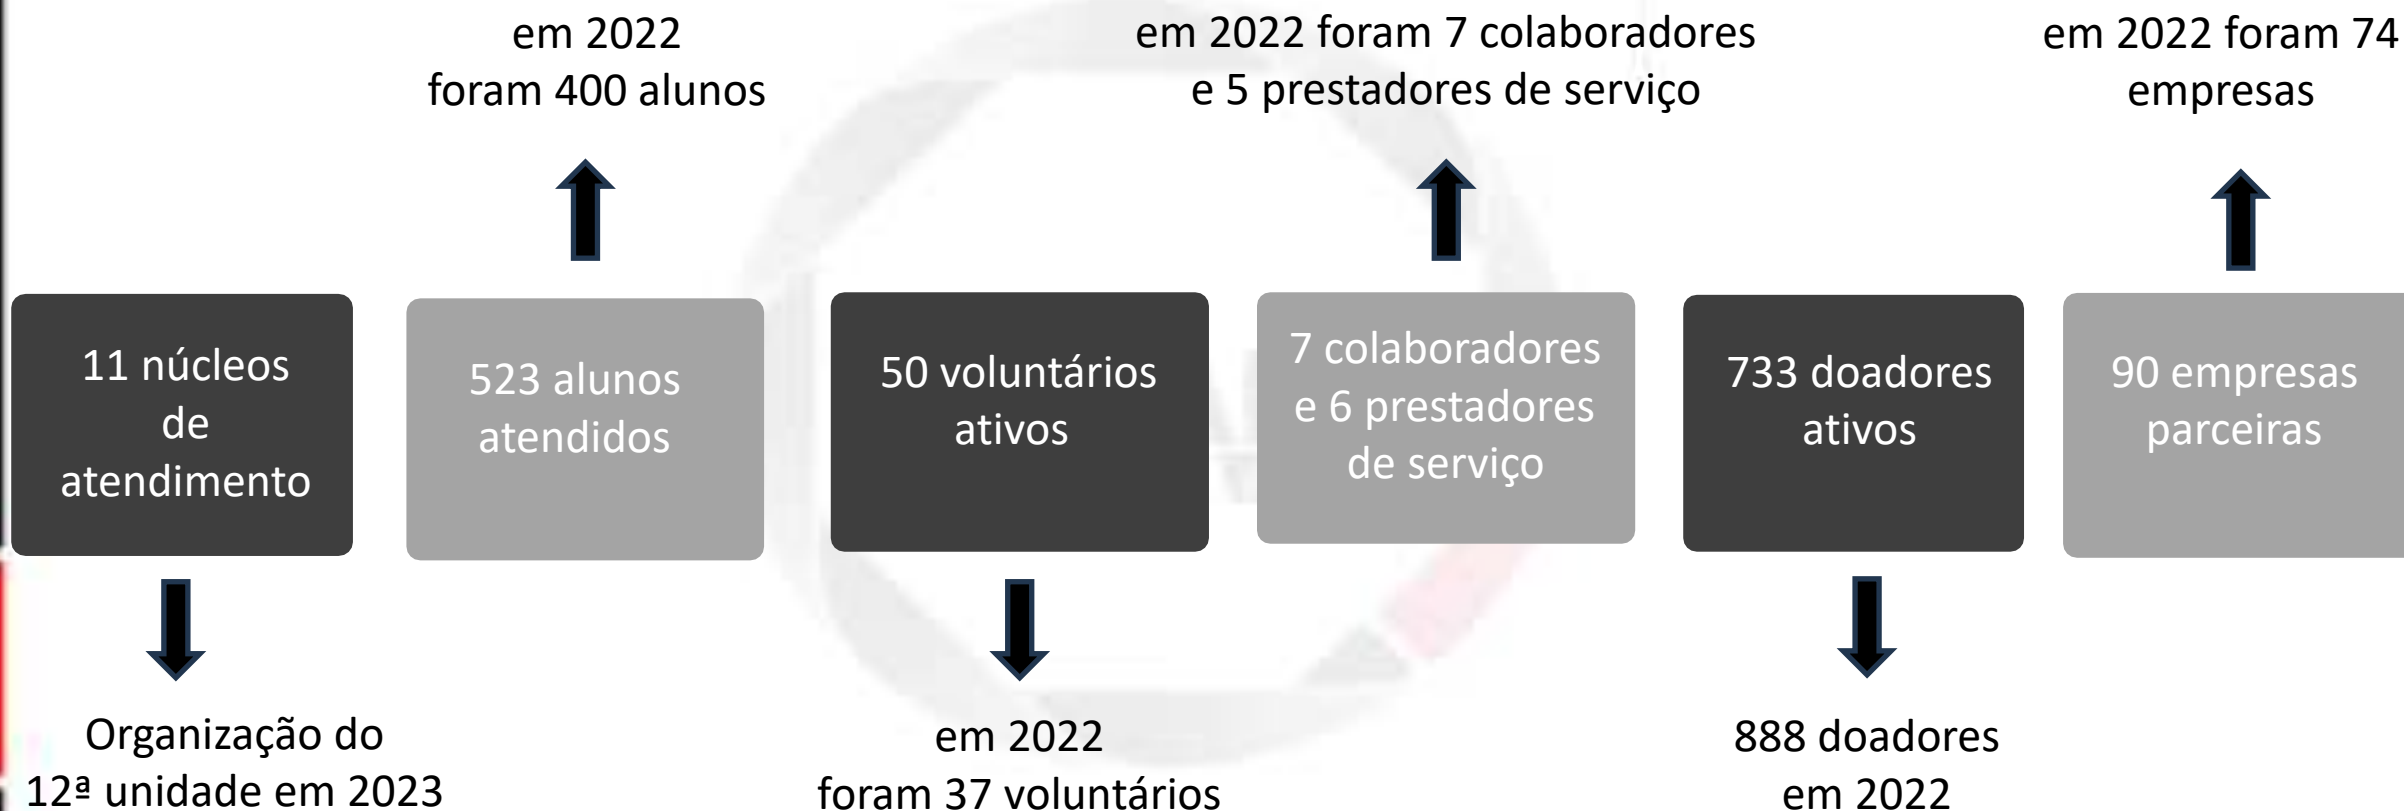 em 2022
foram 400 alunos
em 2022 foram 7 colaboradores
e 5 prestadores de serviço
em 2022 foram 74
empresas
11 núcleos
de
atendimento
523 alunos
atendidos
50 voluntários
ativos
7 colaboradores
e 6 prestadores
de serviço
733 doadores
ativos
90 empresas
parceiras
Organização do
12ª unidade em 2023
em 2022
foram 37 voluntários
888 doadores
em 2022